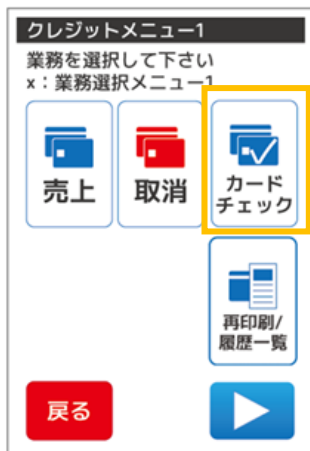 クレジットメニュー1
業務を選択して下さい
x：業務選択メニュー1
売上
取消
カード
チェック
再印刷/
履歴一覧
戻る